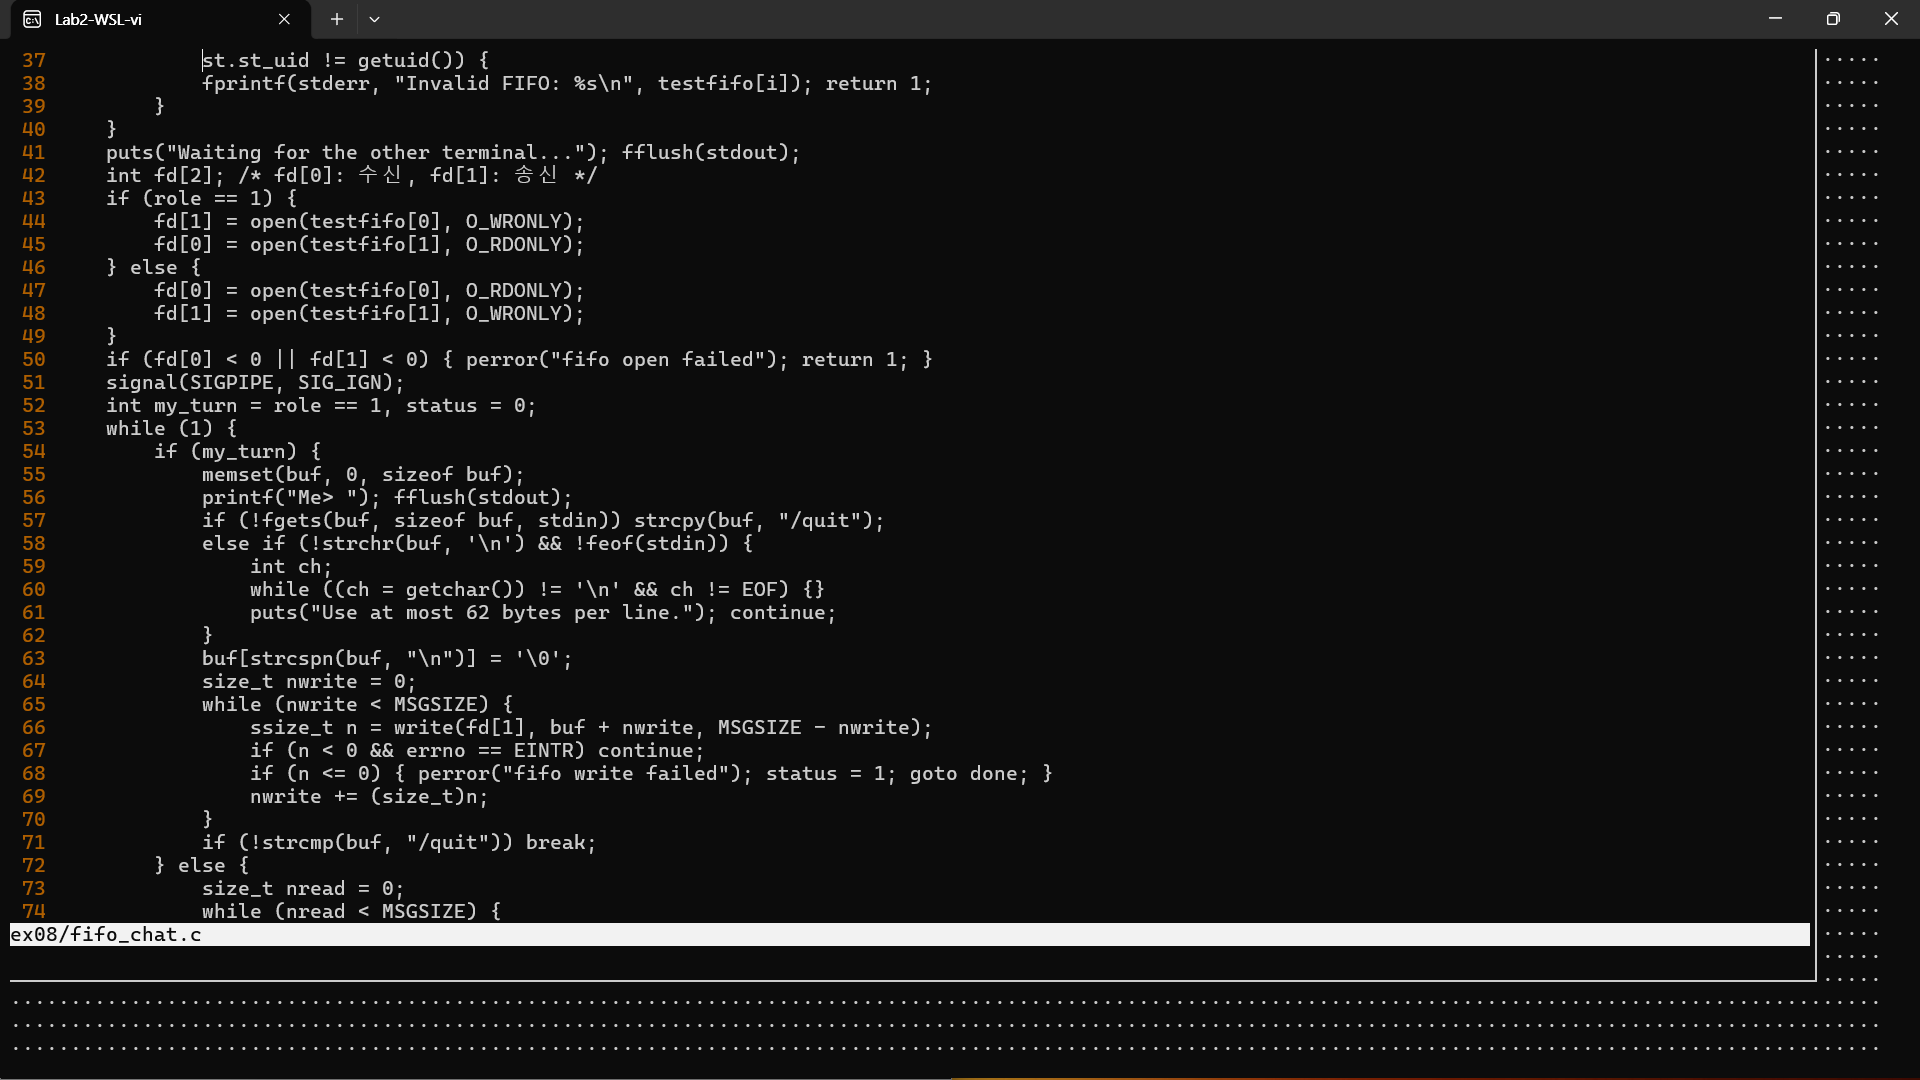 Lab2-WSL-vi
37 st.st_uid != getuid()) {
38 fprintf(stderr, "Invalid FIFO: %s\n", testfifo[i]); return 1;
39 }
40 }
41 puts("Waiting for the other terminal..."); fflush(stdout);
42 int fd[2]; /* fd[0]: 수신, fd[1]: 송신 */
43 if (role == 1) {
44 fd[1] = open(testfifo[0], O_WRONLY);
45 fd[0] = open(testfifo[1], O_RDONLY);
46 } else {
47 fd[0] = open(testfifo[0], O_RDONLY);
48 fd[1] = open(testfifo[1], O_WRONLY);
49 }
50 if (fd[0] < 0 || fd[1] < 0) { perror("fifo open failed"); return 1; }
51 signal(SIGPIPE, SIG_IGN);
52 int my_turn = role == 1, status = 0;
53 while (1) {
54 if (my_turn) {
55 memset(buf, 0, sizeof buf);
56 printf("Me> "); fflush(stdout);
57 if (!fgets(buf, sizeof buf, stdin)) strcpy(buf, "/quit");
58 else if (!strchr(buf, '\n') && !feof(stdin)) {
59 int ch;
60 while ((ch = getchar()) != '\n' && ch != EOF) {}
61 puts("Use at most 62 bytes per line."); continue;
62 }
63 buf[strcspn(buf, "\n")] = '\0';
64 size_t nwrite = 0;
65 while (nwrite < MSGSIZE) {
66 ssize_t n = write(fd[1], buf + nwrite, MSGSIZE - nwrite);
67 if (n < 0 && errno == EINTR) continue;
68 if (n <= 0) { perror("fifo write failed"); status = 1; goto done; }
69 nwrite += (size_t)n;
70 }
71 if (!strcmp(buf, "/quit")) break;
72 } else {
73 size_t nread = 0;
74 while (nread < MSGSIZE) {
ex08/fifo_chat.c